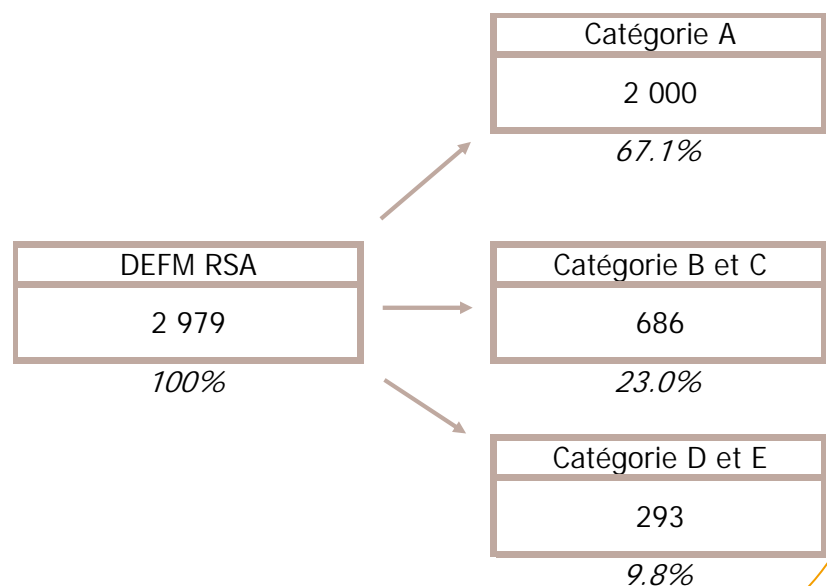 Catégorie A
2 000
67.1%
DEFM RSA
2 979
100%
Catégorie B et C
686
23.0%
Catégorie D et E
293
9.8%